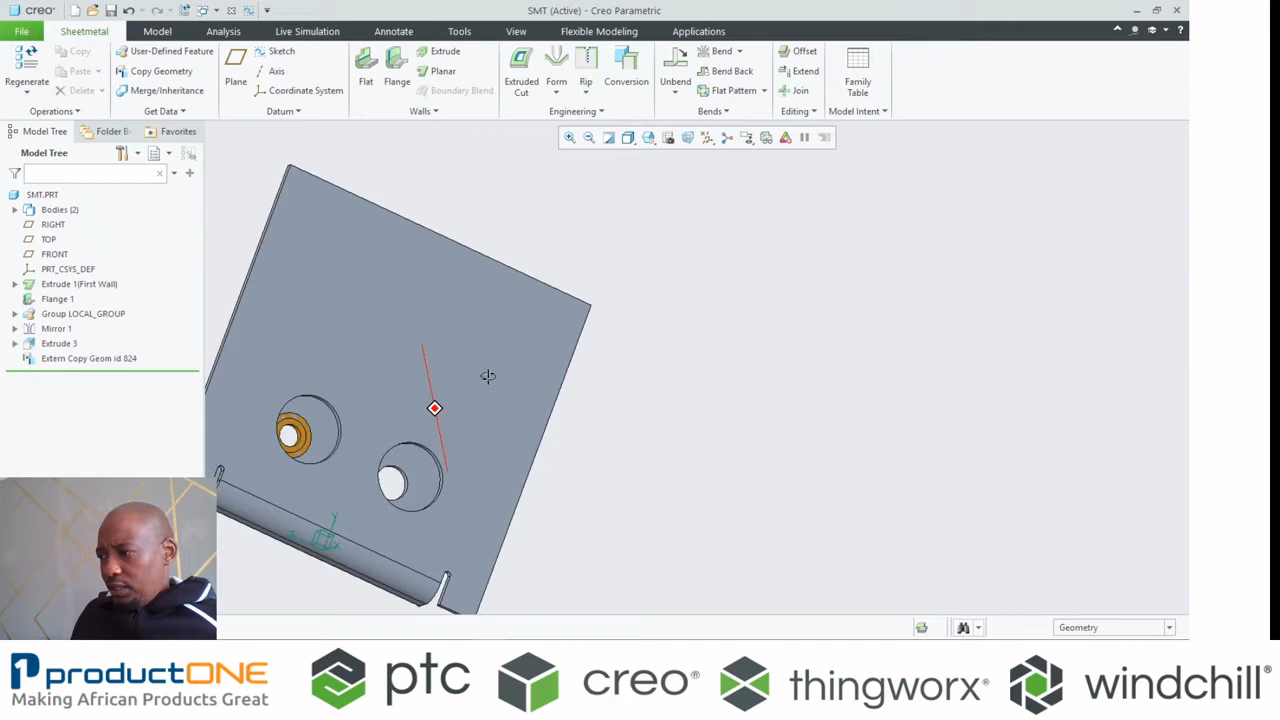 creo
SMT (Active) - Creo Parametric
File
Sheetmetal
Model
Analysis
Live Simulation
Annotate
Tools
View
Flexible Modeling
Applications
Regenerate
Copy
Paste
Delete
Operations
User-Defined Feature
Copy Geometry
Merge/Inheritance
Get Data
Plane
Sketch
Axis
Coordinate System
Datum
Flat
Flange
Extrude
Planar
Boundary Blend
Walls
Extruded Cut
Form
Rip
Conversion
Engineering
Unbend
Bend
Bend Back
Flat Pattern
Bends
Offset
Extend
Join
Editing
Family Table
Model Intent
Model Tree
Folder B
Favorites
Model Tree
SMT.PRT
Bodies (2)
RIGHT
TOP
FRONT
PRT_CSYS_DEF
Extrude 1(First Wall)
Flange 1
Group LOCAL_GROUP
Mirror 1
Extrude 3
Extern Copy Geom id 824
Y
X
Geometry
productONE
Making African Products Great
ptc
creo®
thingworx®
windchill®